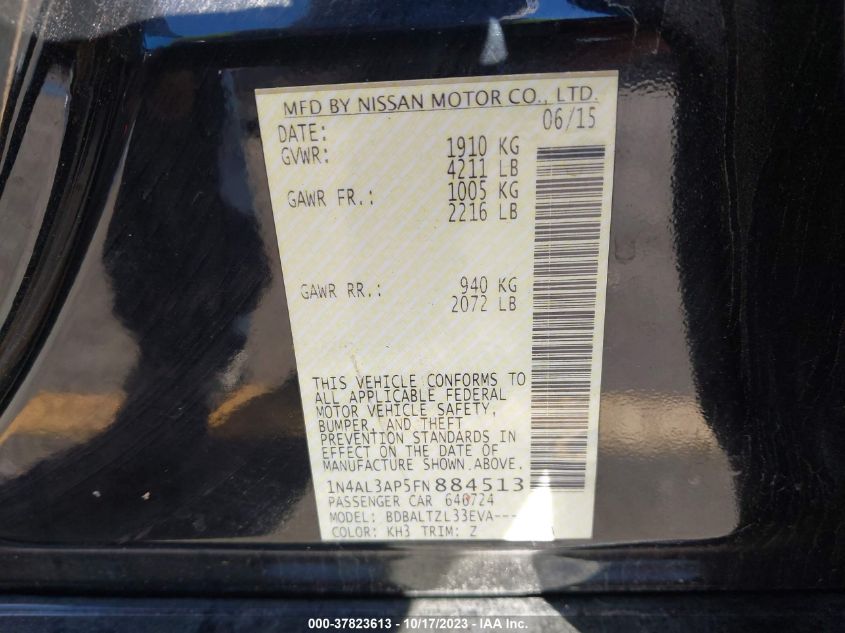 MFD BY NISSAN MOTOR CO., LTD.
DATE: 06/15
GVWR: 1910 KG
4211 LB
GAWR FR.: 1005 KG
2216 LB
GAWR RR.: 940 KG
2072 LB
THIS VEHICLE CONFORMS TO
ALL APPLICABLE FEDERAL
MOTOR VEHICLE SAFETY,
BUMPER, AND THEFT
PREVENTION STANDARDS IN
EFFECT ON THE DATE OF
MANUFACTURE SHOWN ABOVE.
1N4AL3AP5FN884513
PASSENGER CAR 640724
MODEL: BDBALTZL33EVA----
COLOR: KH3 TRIM: Z
000-37823613 - 10/17/2023 - IAA Inc.